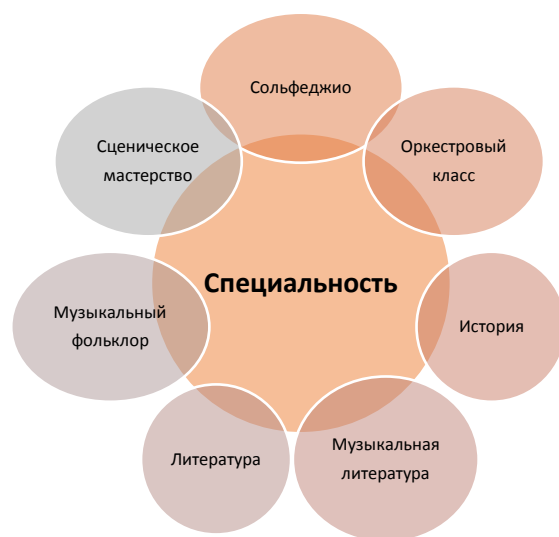 Сольфеджио
Оркестровый
класс
История
Музыкальная
литература
Литература
Музыкальный
фольклор
Сценическое
мастерство
Специальность